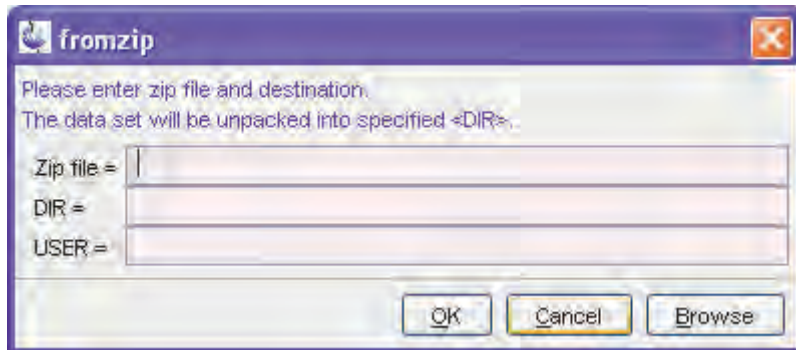 fromzip
Please enter zip file and destination.
The data set will be unpacked into specified <DIR>.
Zip file =
DIR =
USER =
OK Cancel Browse